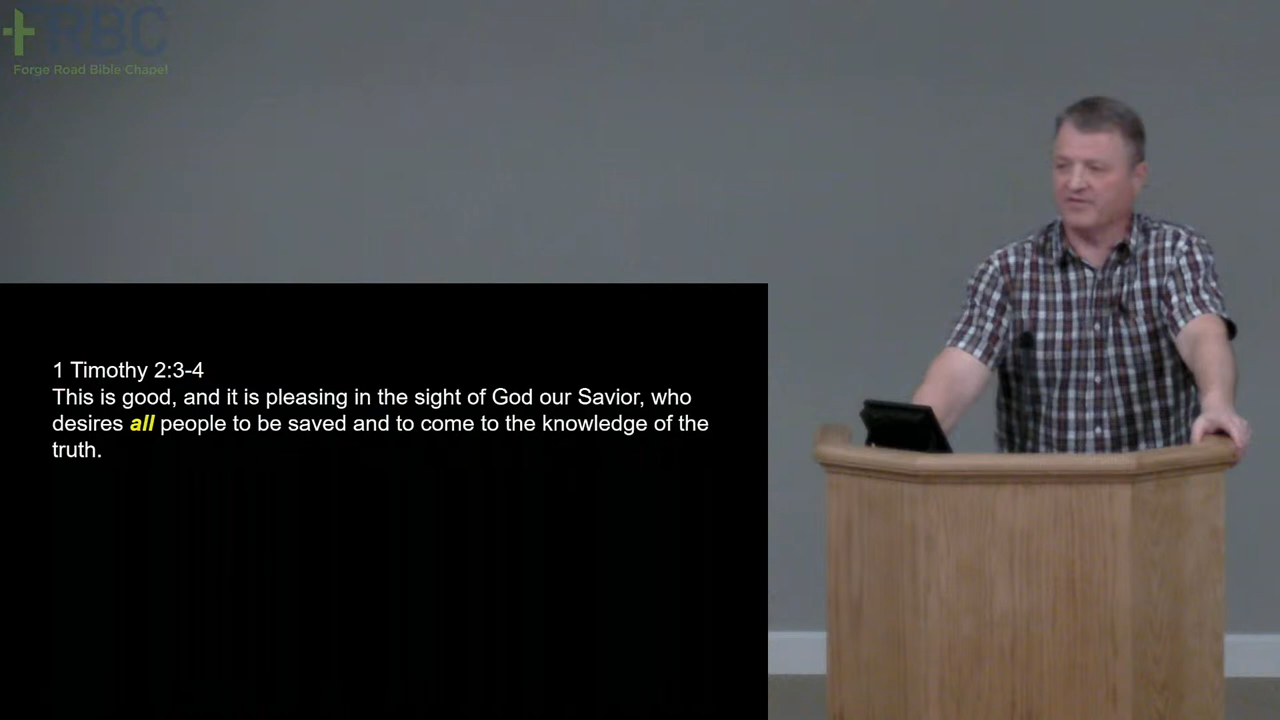 FRBC
Forge Road Bible Chapel
1 Timothy 2:3-4
This is good, and it is pleasing in the sight of God our Savior, who
desires all people to be saved and to come to the knowledge of the
truth.